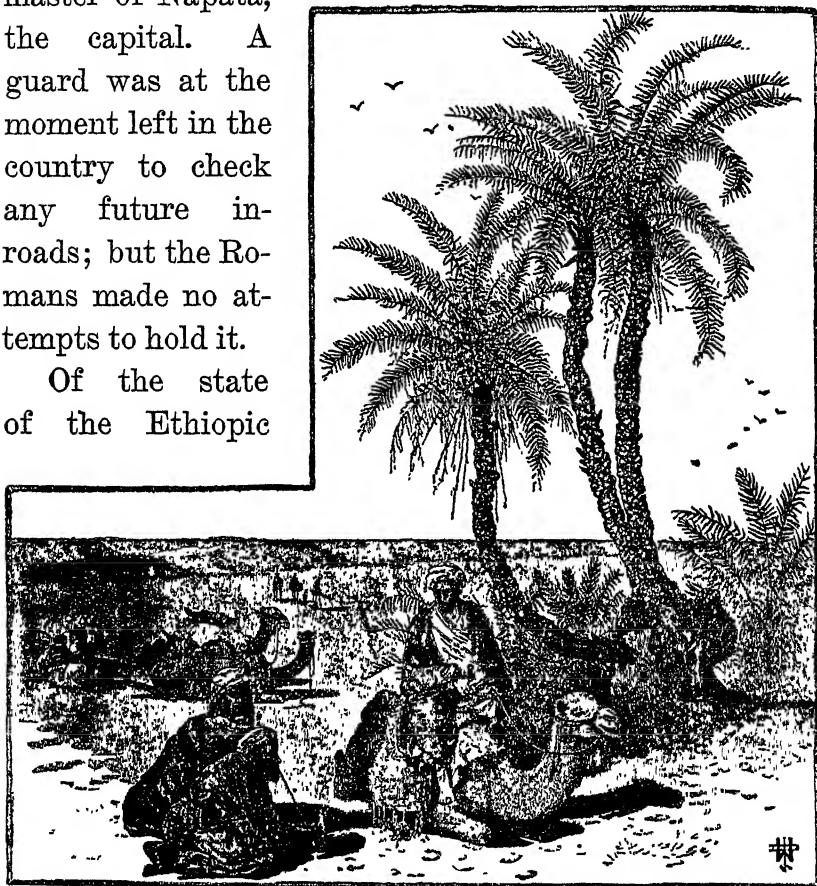 master of Napata,
the capital. A
guard was at the
moment left in the
country to check
any future in-
roads; but the Ro-
mans made no at-
tempts to hold it.
Of the state
of the Ethiopic